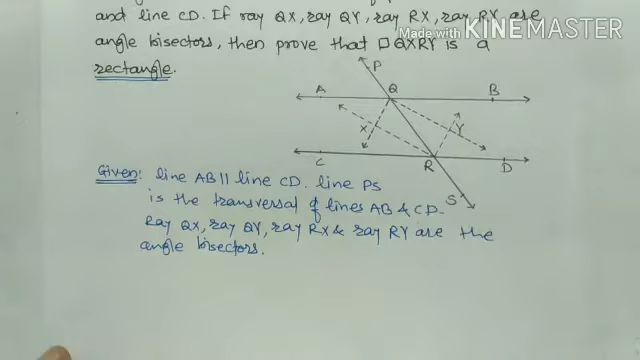 and line CD. If ray QX, ray QY, ray RX, ray RY are
Made with KINEMASTER
angle bisectors, then prove that □ QXRY is a
rectangle.
P
A Q B
X Y
C R D
S
Given: line AB || line CD. line PS
is the transversal of lines AB & CD.
Ray QX, ray QY, ray RX & ray RY are the
angle bisectors.